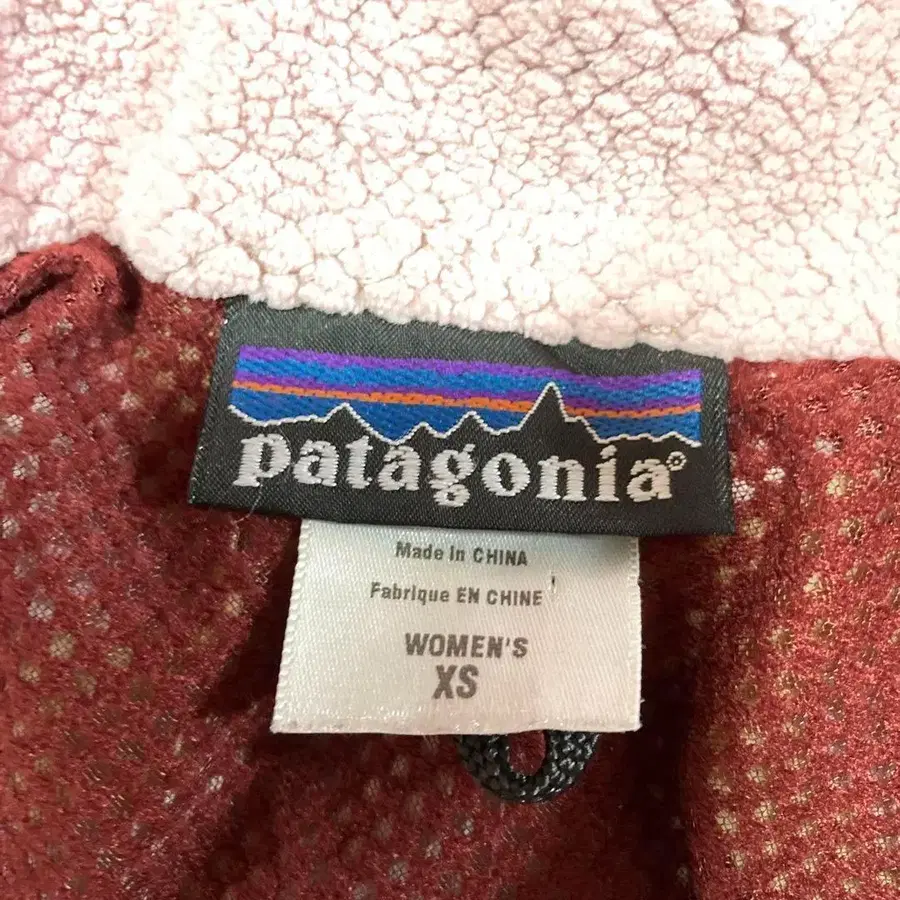 patagonia®
Made in CHINA
Fabrique EN CHINE
WOMEN'S
XS